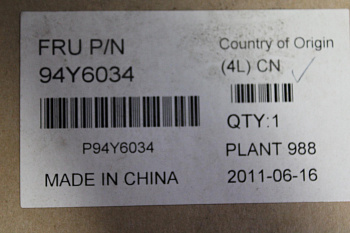 FRU P/N
94Y6034
P94Y6034
MADE IN CHINA
Country of Origin
(4L) CN
QTY:1
PLANT 988
2011-06-16